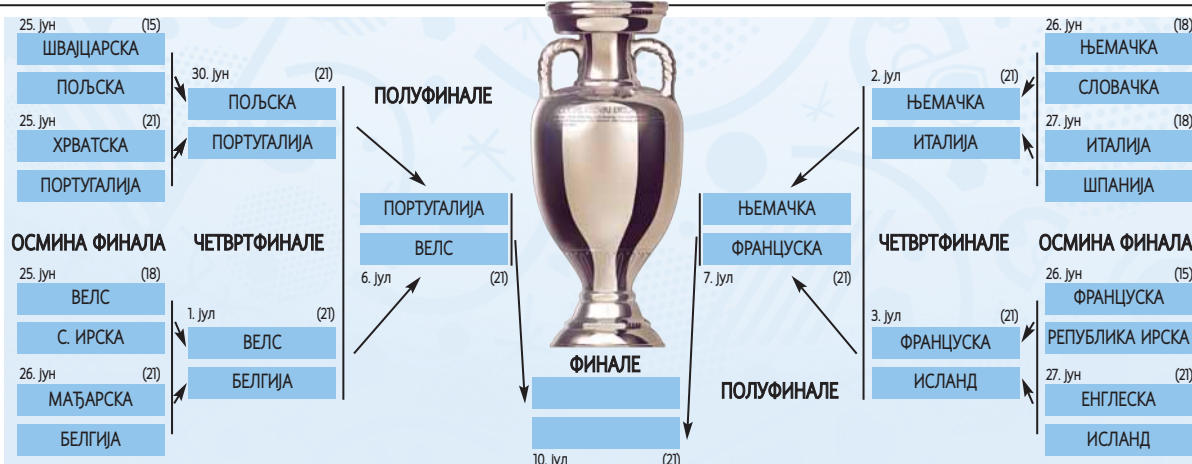 25. јун (15)
ШВАЈЦАРСКА
ПОЉСКА
25. јун (21)
ХРВАТСКА
ПОРТУГАЛИЈА
ОСМИНА ФИНАЛА
25. јун (18)
ВЕЛС
С. ИРСКА
26. јун (21)
МАЂАРСКА
БЕЛГИЈА
30. јун (21)
ПОЉСКА
ПОРТУГАЛИЈА
ЧЕТВРТФИНАЛЕ
1. јул (21)
ВЕЛС
БЕЛГИЈА
ПОЛУФИНАЛЕ
ПОРТУГАЛИЈА
ВЕЛС
6. јул (21)
ФИНАЛЕ
10. јул (21)
ЊЕМАЧКА
ФРАНЦУСКА
7. јул (21)
ПОЛУФИНАЛЕ
2. јул (21)
ЊЕМАЧКА
ИТАЛИЈА
ЧЕТВРТФИНАЛЕ
3. јул (21)
ФРАНЦУСКА
ИСЛАНД
26. јун (18)
ЊЕМАЧКА
СЛОВАЧКА
27. јун (18)
ИТАЛИЈА
ШПАНИЈА
ОСМИНА ФИНАЛА
26. јун (15)
ФРАНЦУСКА
РЕПУБЛИКА ИРСКА
27. јун (21)
ЕНГЛЕСКА
ИСЛАНД